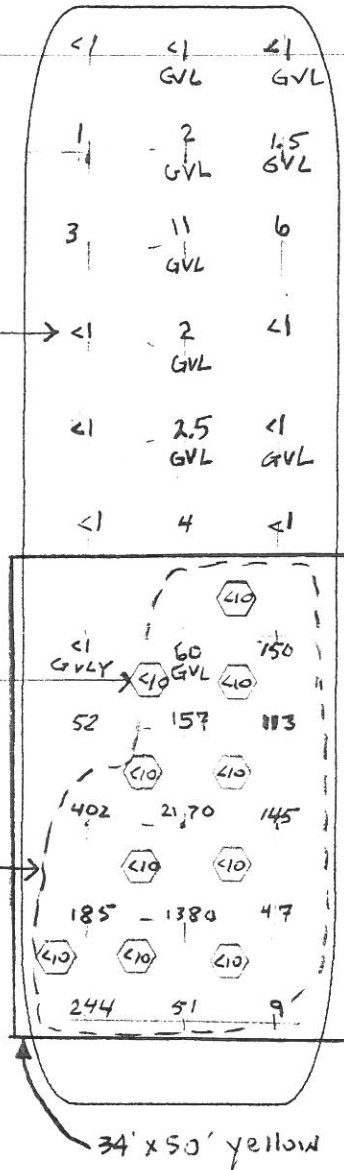 <1 <1 <1
GVL GVL
1 2 1.5
GVL GVL
3 11 6
GVL
<1 2 <1
GVL
<1 2.5 <1
GVL GVL
<1 4 <1
<10
<1 60 150
GVLY GVL
<10 <10
52 157 113
<10 <10
402 2170 145
<10 <10
185 1380 47
<10 <10 <10
244 51 9
34' x 50' yellow